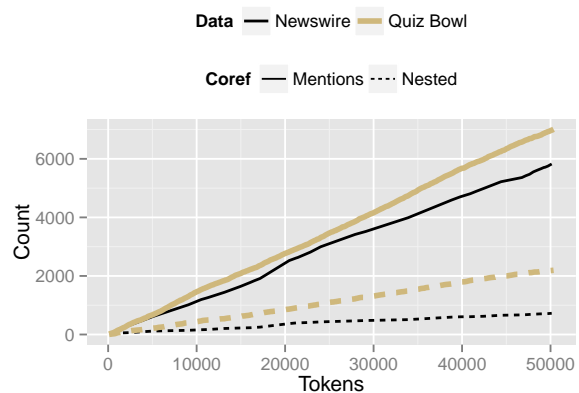 Data Newswire Quiz Bowl
Coref Mentions Nested
6000
4000
2000
0
Count
0 10000 20000 30000 40000 50000
Tokens